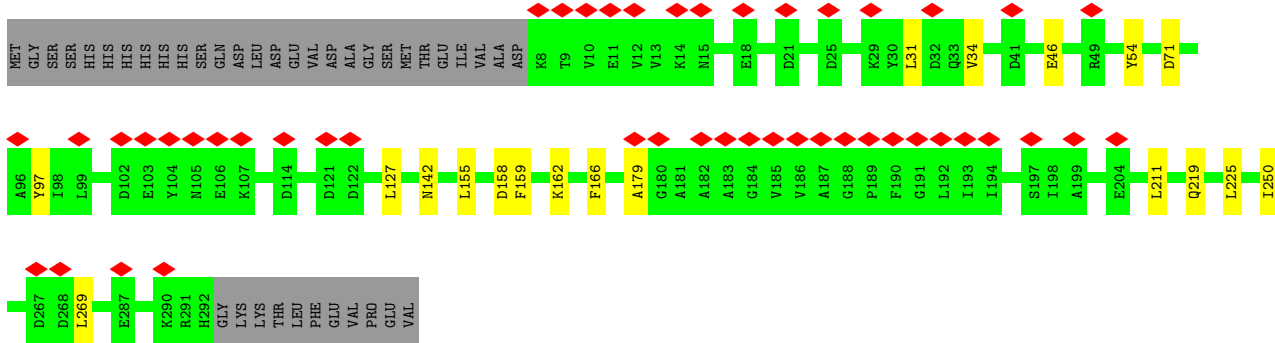 MET GLY SER SER HIS HIS HIS HIS HIS HIS SER GLN ASP LEU ASP GLU VAL ASP ALA GLY SER MET THR GLU ILE VAL ALA ASP K8 T9 V10 E11 V12 V13 K14 N15 E18 D21 D25 K29 Y30 L31 D32 Q33 V34 D41 E46 R49 Y54 D71
A96 Y97 I98 L99 D102 E103 Y104 N105 E106 K107 D114 D121 D122 L127 N142 L155 D158 F159 K162 F166 A179 G180 A181 A182 A183 G184 V185 V186 A187 G188 P189 F190 G191 L192 I193 I194 S197 I198 A199 E204 L211 Q219 L225 I250
D267 D268 L269 E287 K290 R291 H292 GLY LYS LYS THR LEU PHE GLU VAL PRO GLU VAL